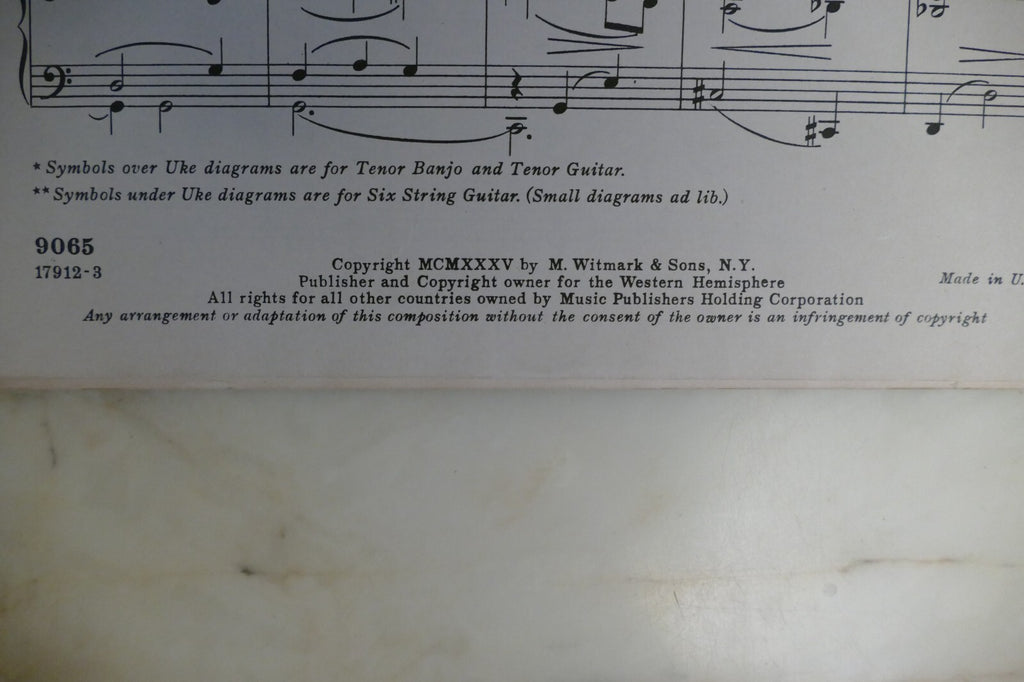 * Symbols over Uke diagrams are for Tenor Banjo and Tenor Guitar.
** Symbols under Uke diagrams are for Six String Guitar. (Small diagrams ad lib.)
9065
17912-3
Copyright MCMXXXV by M. Witmark & Sons, N.Y.
Publisher and Copyright owner for the Western Hemisphere
Made in U.
All rights for all other countries owned by Music Publishers Holding Corporation
Any arrangement or adaptation of this composition without the consent of the owner is an infringement of copyright